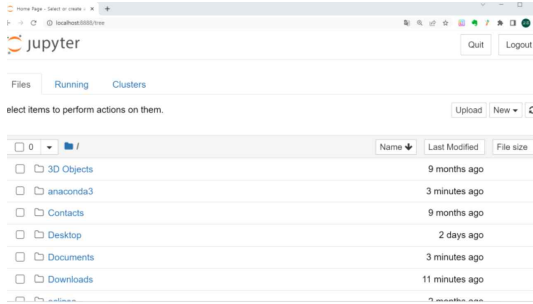 Home Page - Select or create a
localhost:8888/tree
jupyter
Quit Logout
Files Running Clusters
elect items to perform actions on them.
Upload New
0 / Name Last Modified File size
3D Objects 9 months ago
anaconda3 3 minutes ago
Contacts 9 months ago
Desktop 2 days ago
Documents 3 minutes ago
Downloads 11 minutes ago